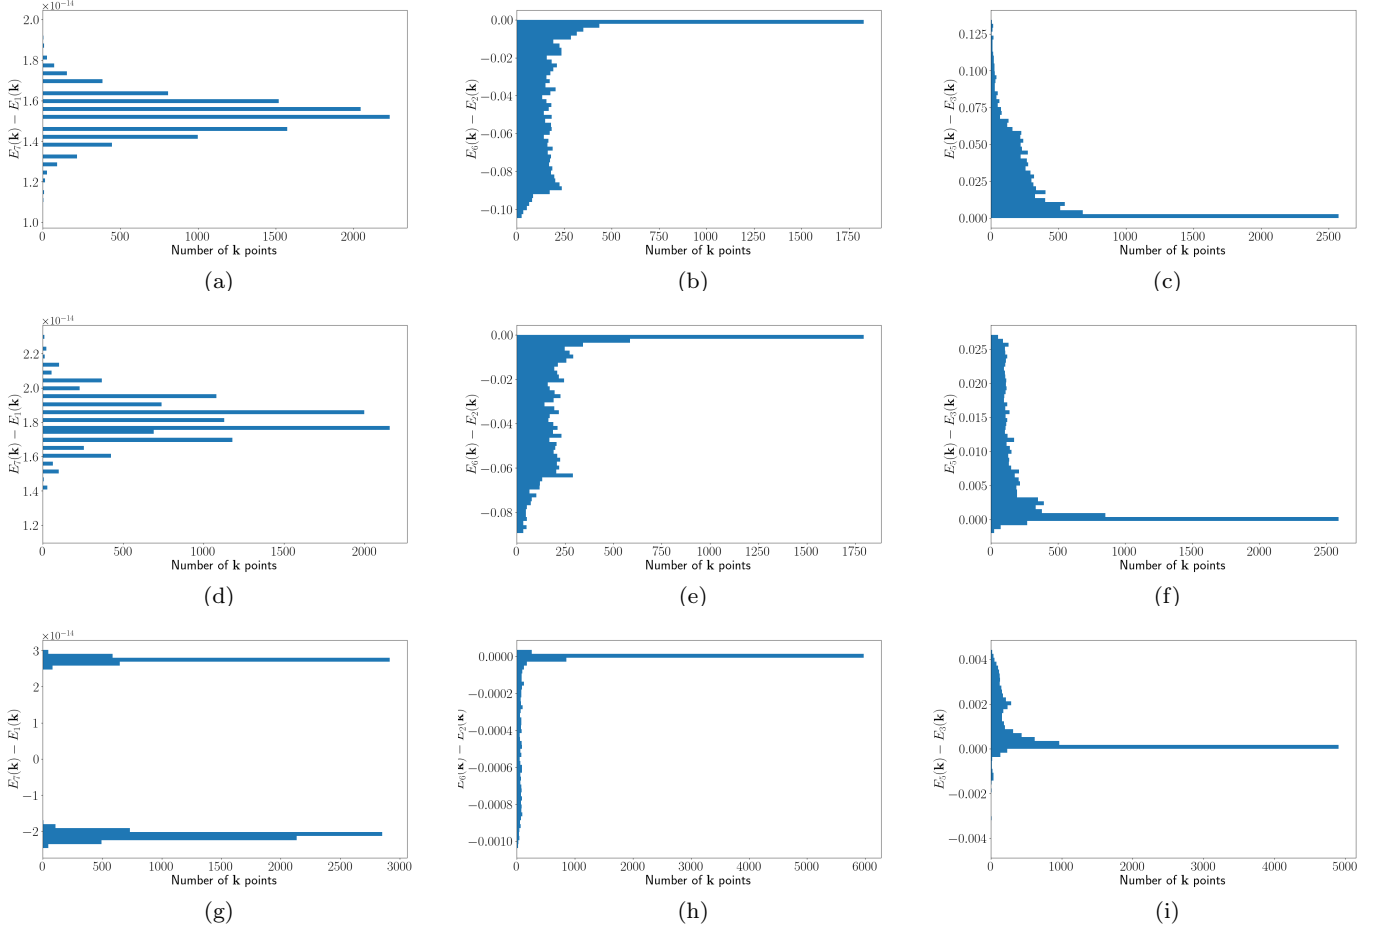 ×10⁻¹⁴
2.0
1.8
1.6
1.4
1.2
1.0
E₇(k) − E₁(k)
0 500 1000 1500 2000
Number of k points
(a)
0.00
−0.02
−0.04
−0.06
−0.08
−0.10
E₆(k) − E₂(k)
0 250 500 750 1000 1250 1500 1750
Number of k points
(b)
0.125
0.100
0.075
0.050
0.025
0.000
E₅(k) − E₃(k)
0 500 1000 1500 2000 2500
Number of k points
(c)
×10⁻¹⁴
2.2
2.0
1.8
1.6
1.4
1.2
E₇(k) − E₁(k)
0 500 1000 1500 2000
Number of k points
(d)
0.00
−0.02
−0.04
−0.06
−0.08
E₆(k) − E₂(k)
0 250 500 750 1000 1250 1500 1750
Number of k points
(e)
0.025
0.020
0.015
0.010
0.005
0.000
E₅(k) − E₃(k)
0 500 1000 1500 2000 2500
Number of k points
(f)
×10⁻¹⁴
3
2
1
0
−1
−2
E₇(k) − E₁(k)
0 500 1000 1500 2000 2500 3000
Number of k points
(g)
0.0000
−0.0002
−0.0004
−0.0006
−0.0008
−0.0010
E₆(k) − E₂(k)
0 1000 2000 3000 4000 5000 6000
Number of k points
(h)
0.004
0.002
0.000
−0.002
−0.004
E₅(k) − E₃(k)
0 1000 2000 3000 4000 5000
Number of k points
(i)